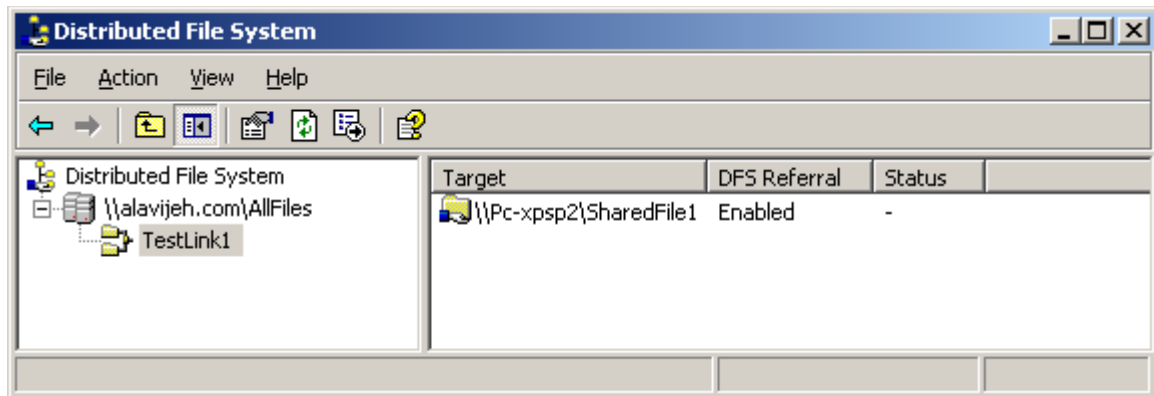 Distributed File System
File Action View Help
Distributed File System
\\alavijeh.com\AllFiles
TestLink1
Target DFS Referral Status
\\Pc-xpsp2\SharedFile1 Enabled -